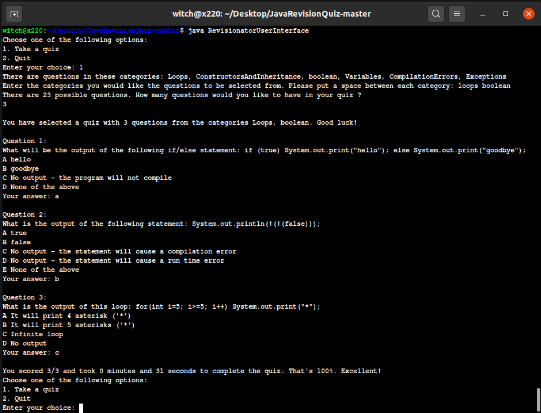 witch@x220: ~/Desktop/JavaRevisionQuiz-master
witch@x220:~/Desktop/JavaRevisionQuiz-master$ java RevisionatorUserInterface
Choose one of the following options:
1. Take a quiz
2. Quit
Enter your choice: 1
There are questions in these categories: Loops, ConstructorsAndInheritance, boolean, Variables, CompilationErrors, Exceptions
Enter the categories you would like the questions to be selected from. Please put a space between each category: loops boolean
There are 23 possible questions. How many questions would you like to have in your quiz ?
3
You have selected a quiz with 3 questions from the categories Loops, boolean. Good luck!
Question 1:
What will be the output of the following if/else statement: if (true) System.out.print("hello"); else System.out.print("goodbye");
A hello
B goodbye
C No output - the program will not compile
D None of the above
Your answer: a
Question 2:
What is the output of the following statement: System.out.println(!(!(false)));
A true
B false
C No output - the statement will cause a compilation error
D No output - the statement will cause a run time error
E None of the above
Your answer: b
Question 3:
What is the output of this loop: for(int i=5; i>=5; i++) System.out.print("*");
A It will print 4 asterisk ('*')
B It will print 5 asterisks ('*')
C Infinite loop
D No output
Your answer: c
You scored 3/3 and took 0 minutes and 31 seconds to complete the quiz. That's 100%. Excellent!
Choose one of the following options:
1. Take a quiz
2. Quit
Enter your choice: